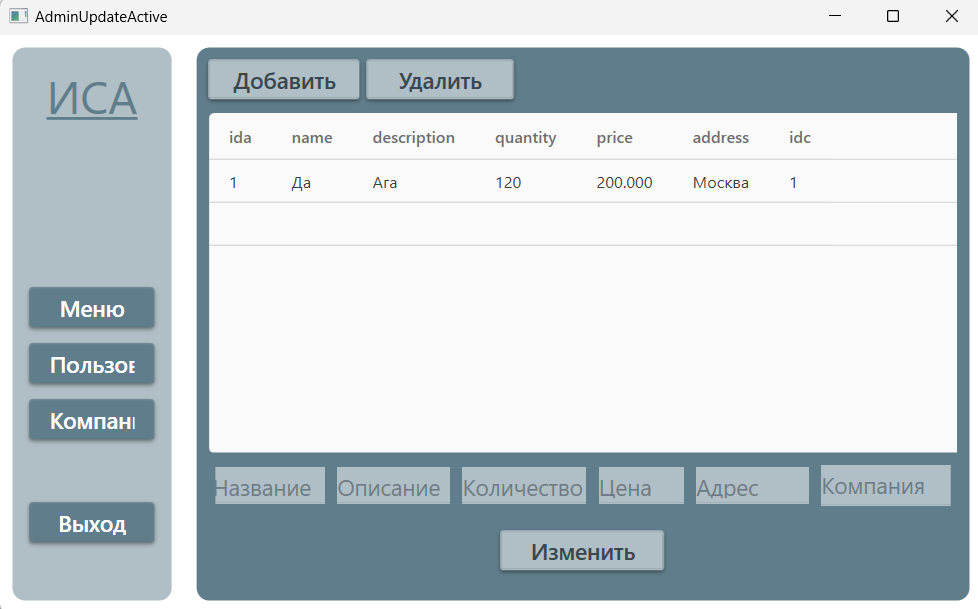 AdminUpdateActive
ИСА
Меню
Пользов
Компани
Выход
Добавить Удалить
ida name description quantity price address idc
1 Да Ага 120 200.000 Москва 1
Название Описание Количество Цена Адрес Компания
Изменить